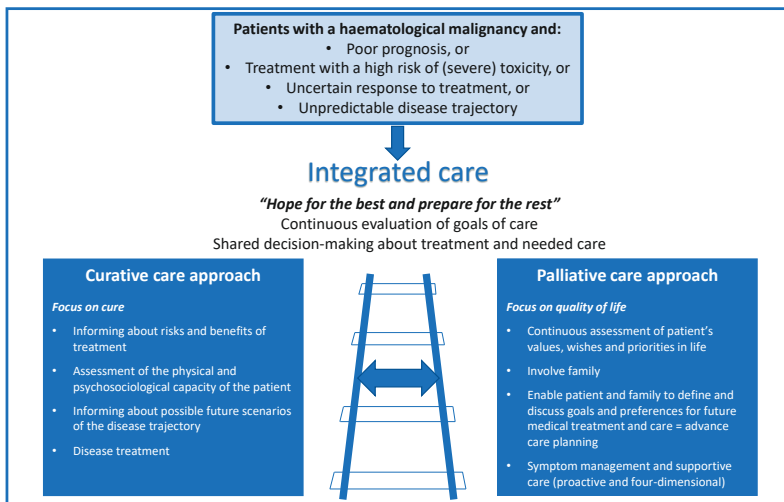 Patients with a haematological malignancy and:
• Poor prognosis, or
• Treatment with a high risk of (severe) toxicity, or
• Uncertain response to treatment, or
• Unpredictable disease trajectory
Integrated care
“Hope for the best and prepare for the rest”
Continuous evaluation of goals of care
Shared decision-making about treatment and needed care
Curative care approach
Focus on cure
• Informing about risks and benefits of
treatment
• Assessment of the physical and
psychosociological capacity of the patient
• Informing about possible future scenarios
of the disease trajectory
• Disease treatment
Palliative care approach
Focus on quality of life
• Continuous assessment of patient’s
values, wishes and priorities in life
• Involve family
• Enable patient and family to define and
discuss goals and preferences for future
medical treatment and care = advance
care planning
• Symptom management and supportive
care (proactive and four-dimensional)